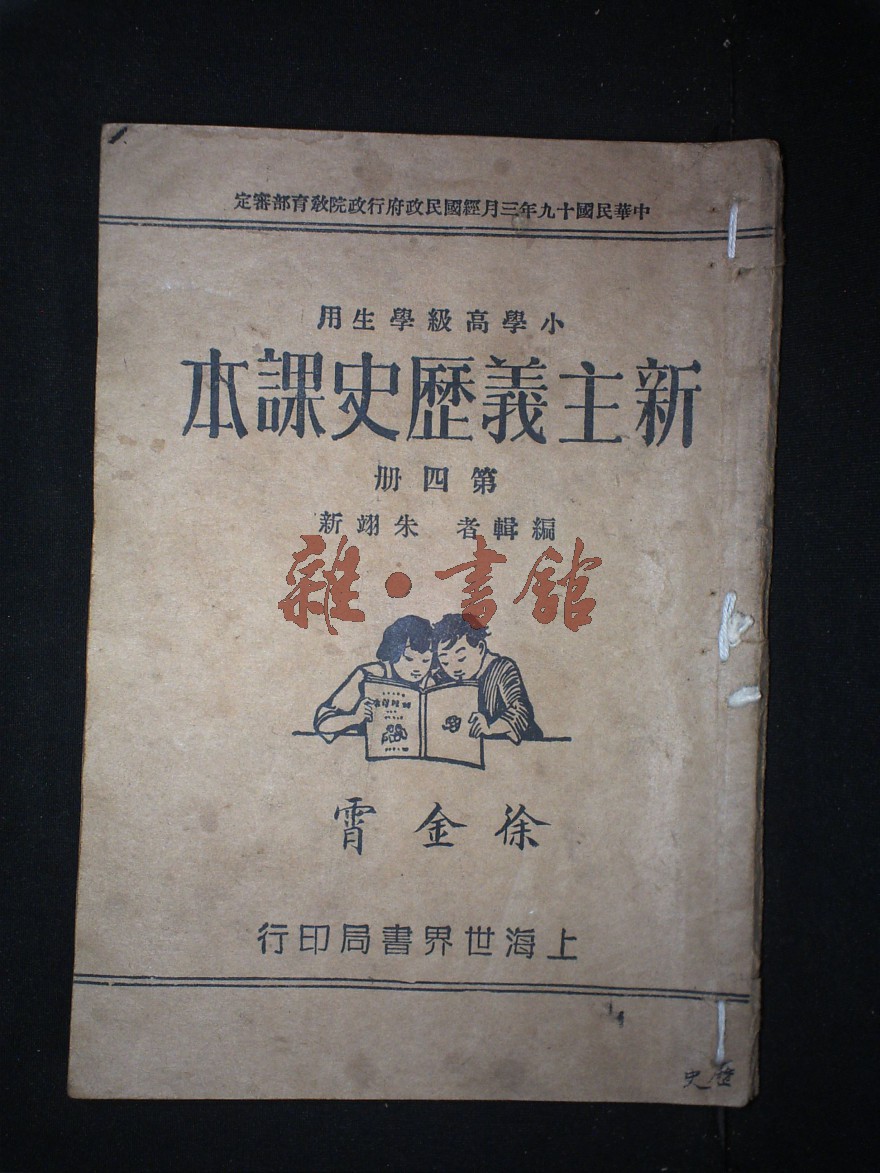 中華民國十九年三月經國民政府行政院敎育部審定
小學高級學生用
新主義歷史課本
第四冊
編輯者 朱翊新
雜·書館
徐金霄
上海世界書局印行
歷史